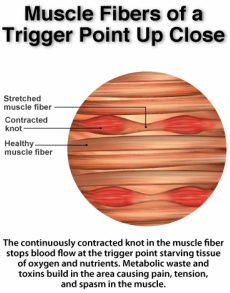 Muscle Fibers of a
Trigger Point Up Close
Stretched
muscle fiber
Contracted
knot
Healthy
muscle fiber
The continuously contracted knot in the muscle fiber
stops blood flow at the trigger point starving tissue
of oxygen and nutrients. Metabolic waste and
toxins build in the area causing pain, tension,
and spasm in the muscle.